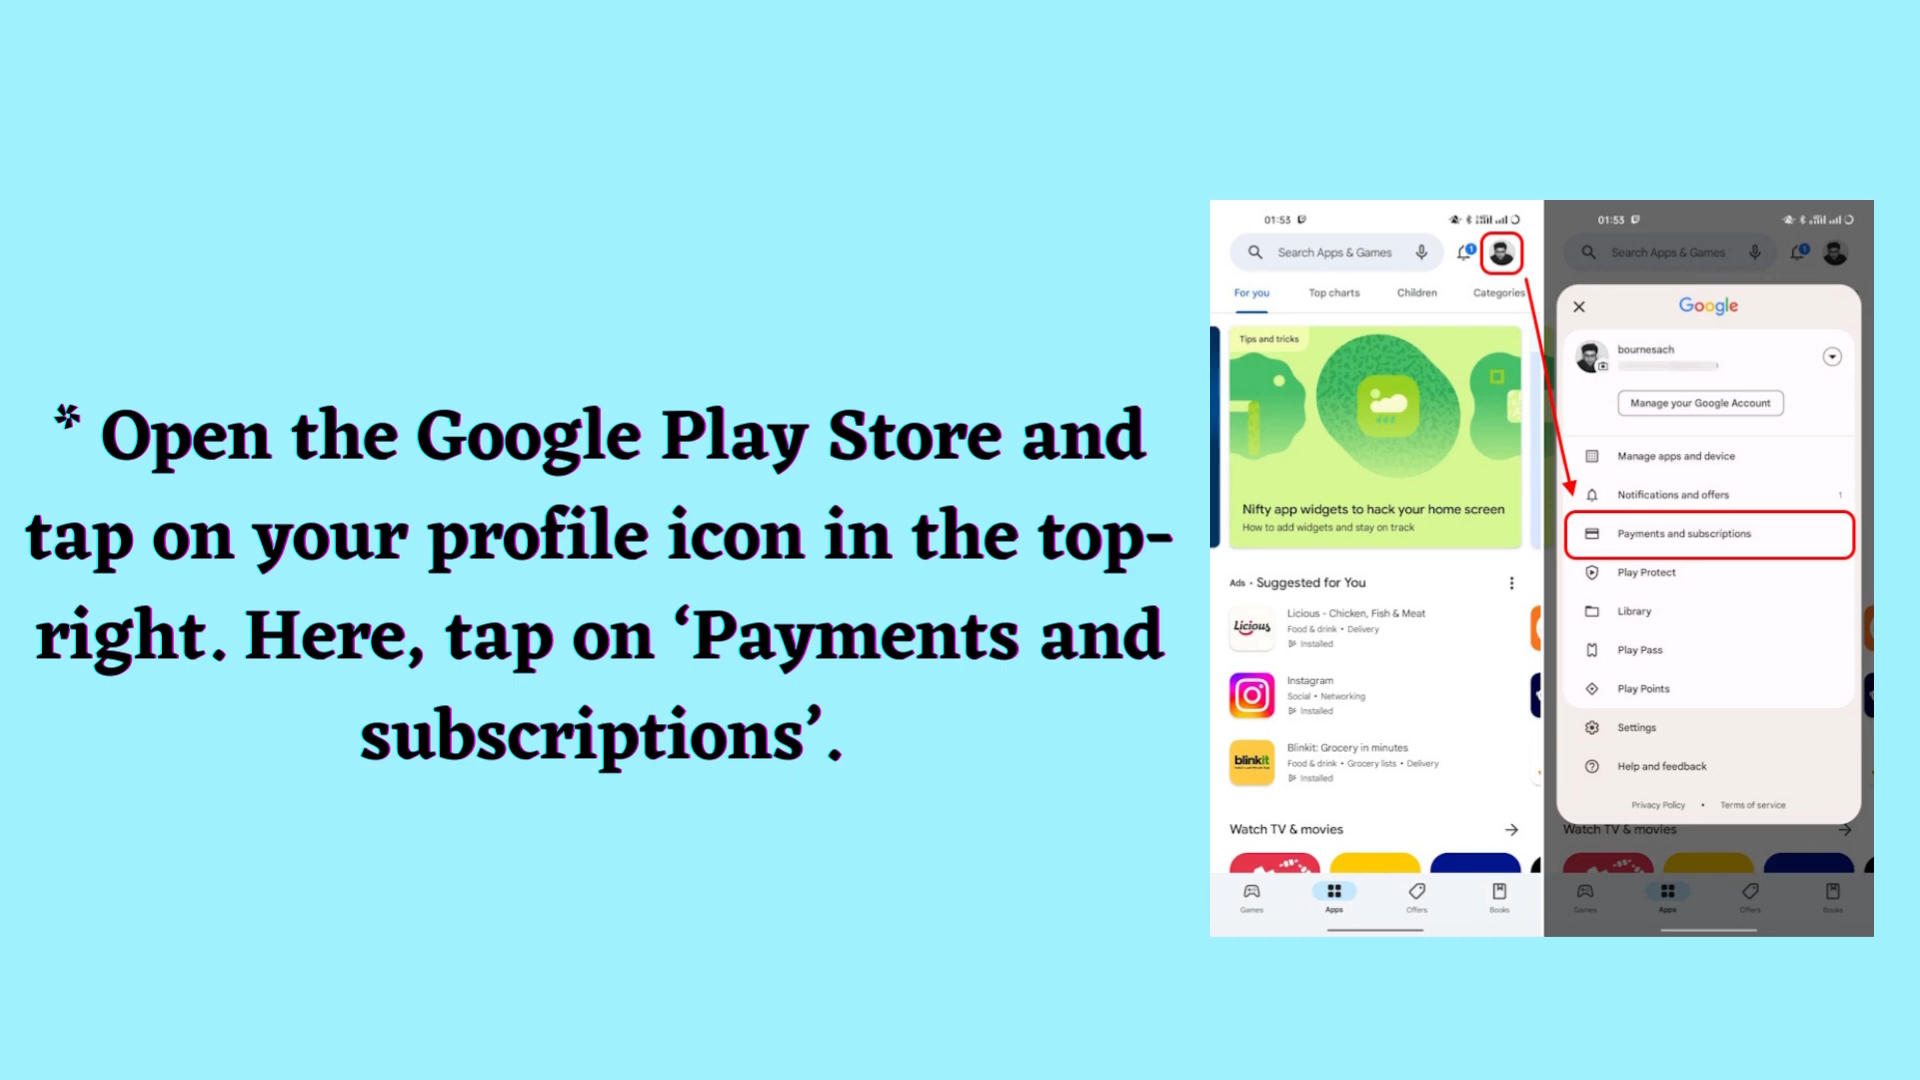 * Open the Google Play Store and
tap on your profile icon in the top-
right. Here, tap on ‘Payments and
subscriptions’.
01:53
Search Apps & Games
1
For you
Top charts
Children
Categories
Tips and tricks
Nifty app widgets to hack your home screen
How to add widgets and stay on track
Ads • Suggested for You
Licious
Licious - Chicken, Fish & Meat
Food & drink • Delivery
Installed
Instagram
Social • Networking
Installed
blinkit
Blinkit: Grocery in minutes
Food & drink • Grocery lists • Delivery
Installed
Watch TV & movies
Games
Apps
Offers
Books
01:53
Search Apps & Games
Google
bournesach
Manage your Google Account
Manage apps and device
Notifications and offers
1
Payments and subscriptions
Play Protect
Library
Play Pass
Play Points
Settings
Help and feedback
Privacy Policy • Terms of service
Watch TV & movies
Games
Apps
Offers
Books